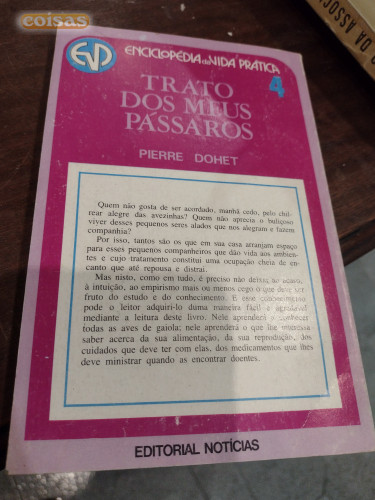 coisas
EVP
ENCICLOPÉDIA da VIDA PRÁTICA
4
TRATO
DOS MEUS
PÁSSAROS
PIERRE DOHET
Quem não gosta de ser acordado, manhã cedo, pelo chil-
rear alegre das avezinhas? Quem não aprecia o buliçoso
viver desses pequenos seres alados que nos alegram e fazem
companhia?
Por isso, tantos são os que em sua casa arranjam espaço
para esses pequenos companheiros que dão vida aos ambien-
tes e cujo tratamento constitui uma ocupação cheia de en-
canto que até repousa e distrai.
Mas nisto, como em tudo, é preciso não deixar ao acaso,
à intuição, ao empirismo mais ou menos cego o que deve ser
fruto do estudo e do conhecimento. E esse conhecimento
pode o leitor adquiri-lo duma maneira fácil e agradável
mediante a leitura deste livro. Nele aprenderá a conhecer
todas as aves de gaiola; nele aprenderá o que lhe interessa
saber acerca da sua alimentação, da sua reprodução, dos
cuidados que deve ter com elas, dos medicamentos que lhes
deve ministrar quando as encontrar doentes.
EDITORIAL NOTÍCIAS
DA ASSOC